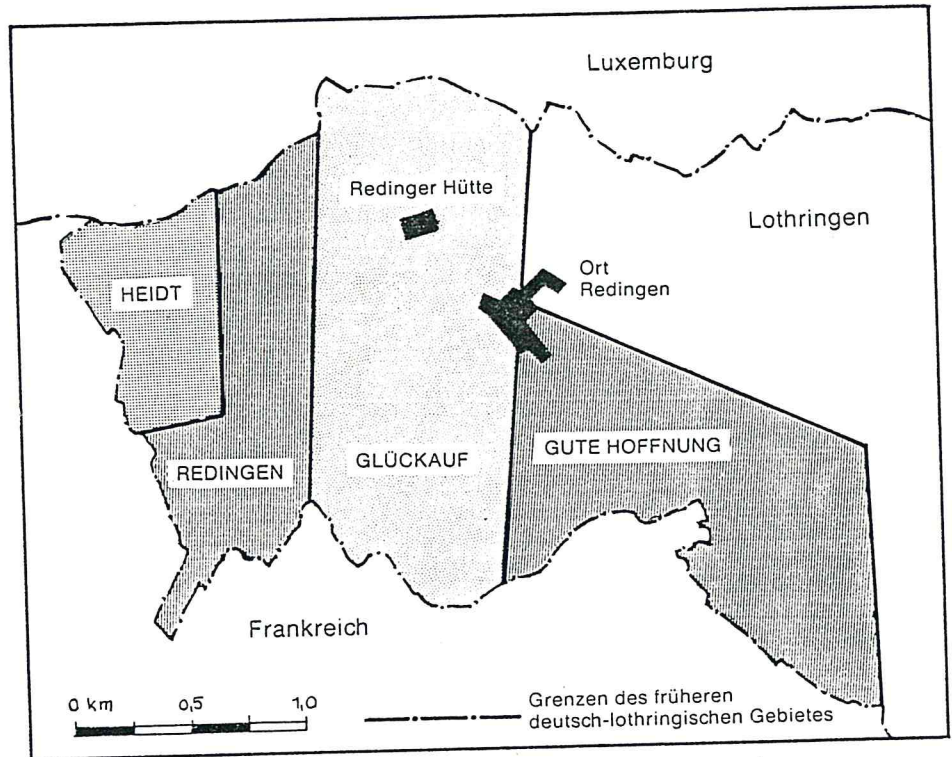 Luxemburg
Redinger Hütte
Lothringen
Ort
Redingen
HEIDT
REDINGEN
GLÜCKAUF
GUTE HOFFNUNG
Frankreich
0 km 0,5 1,0
Grenzen des früheren
deutsch-lothringischen Gebietes